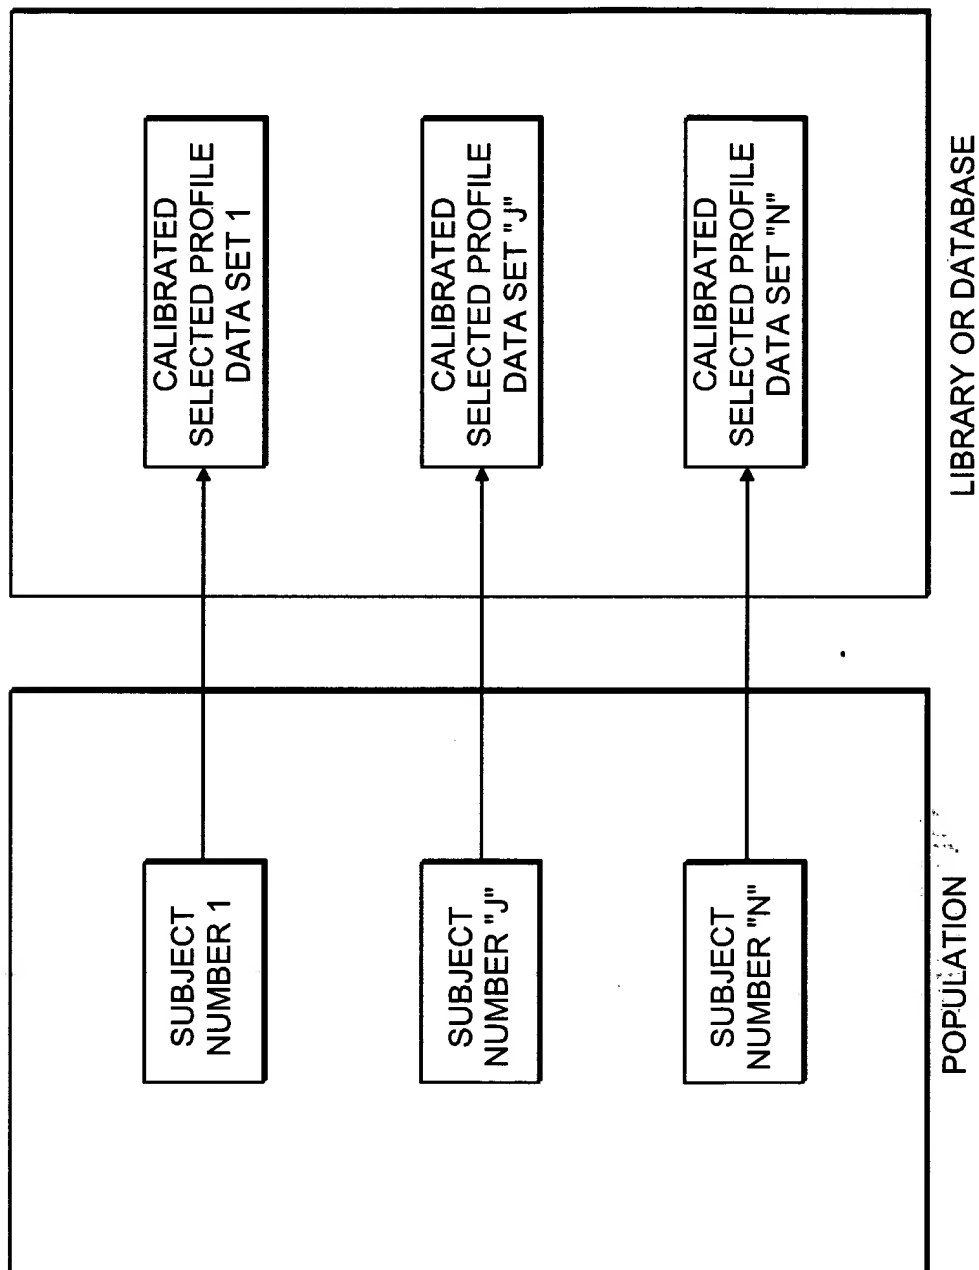 SUBJECT
NUMBER 1
CALIBRATED
SELECTED PROFILE
DATA SET 1
SUBJECT
NUMBER "J"
CALIBRATED
SELECTED PROFILE
DATA SET "J"
SUBJECT
NUMBER "N"
CALIBRATED
SELECTED PROFILE
DATA SET "N"
POPULATION
LIBRARY OR DATABASE